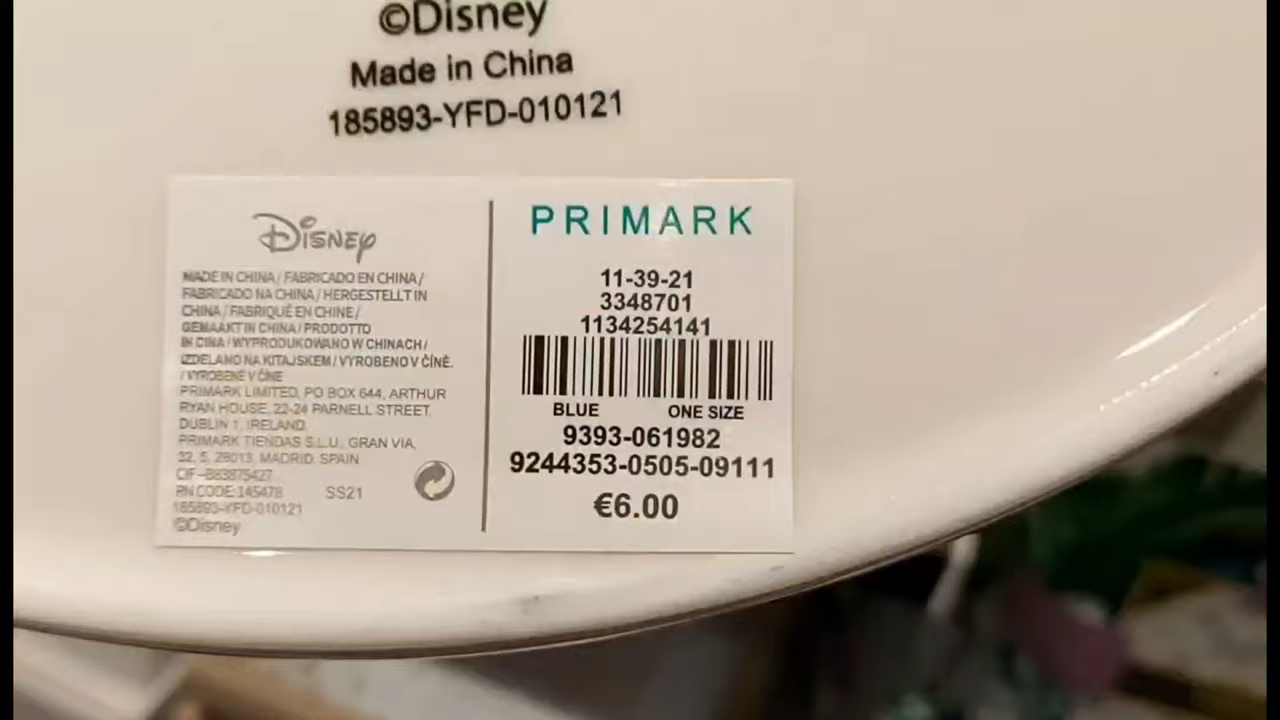 ©Disney
Made in China
185893-YFD-010121
Disney
MADE IN CHINA / FABRICADO EN CHINA /
FABRICADO NA CHINA / HERGESTELLT IN
CHINA / FABRIQUÉ EN CHINE /
GEMAAKT IN CHINA / PRODOTTO
IN CINA / WYPRODUKOWANO W CHINACH /
IZDELANO NA KITAJSKEM / VYROBENO V ČÍNĚ.
/ VYROBENÉ V ČÍNE
PRIMARK LIMITED, PO BOX 644, ARTHUR
RYAN HOUSE, 22-24 PARNELL STREET,
DUBLIN 1, IRELAND.
PRIMARK TIENDAS S.L.U., GRAN VIA,
32, 5, 28013, MADRID. SPAIN
CIF -B83875427
RN CODE:145478 SS21
185893-YFD-010121
©Disney
PRIMARK
11-39-21
3348701
1134254141
BLUE ONE SIZE
9393-061982
9244353-0505-09111
€6.00